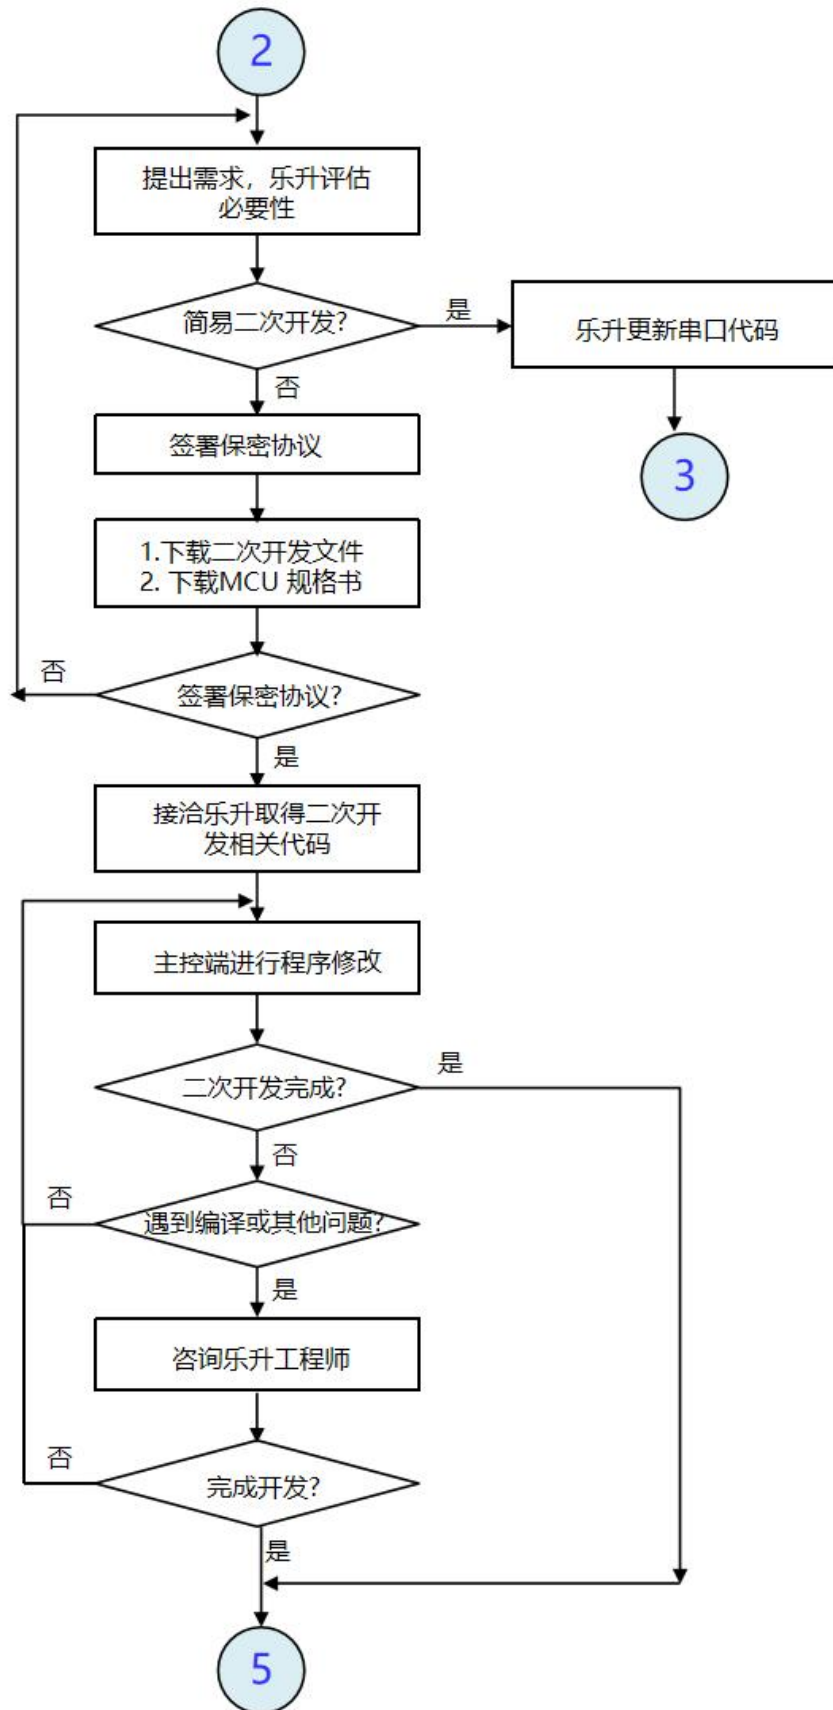 2
提出需求，乐升评估
必要性
简易二次开发?
是
乐升更新串口代码
否
签署保密协议
3
1.下载二次开发文件
2. 下载MCU 规格书
否
签署保密协议?
是
接洽乐升取得二次开
发相关代码
主控端进行程序修改
二次开发完成?
是
否
否
遇到编译或其他问题?
是
咨询乐升工程师
否
完成开发?
是
5